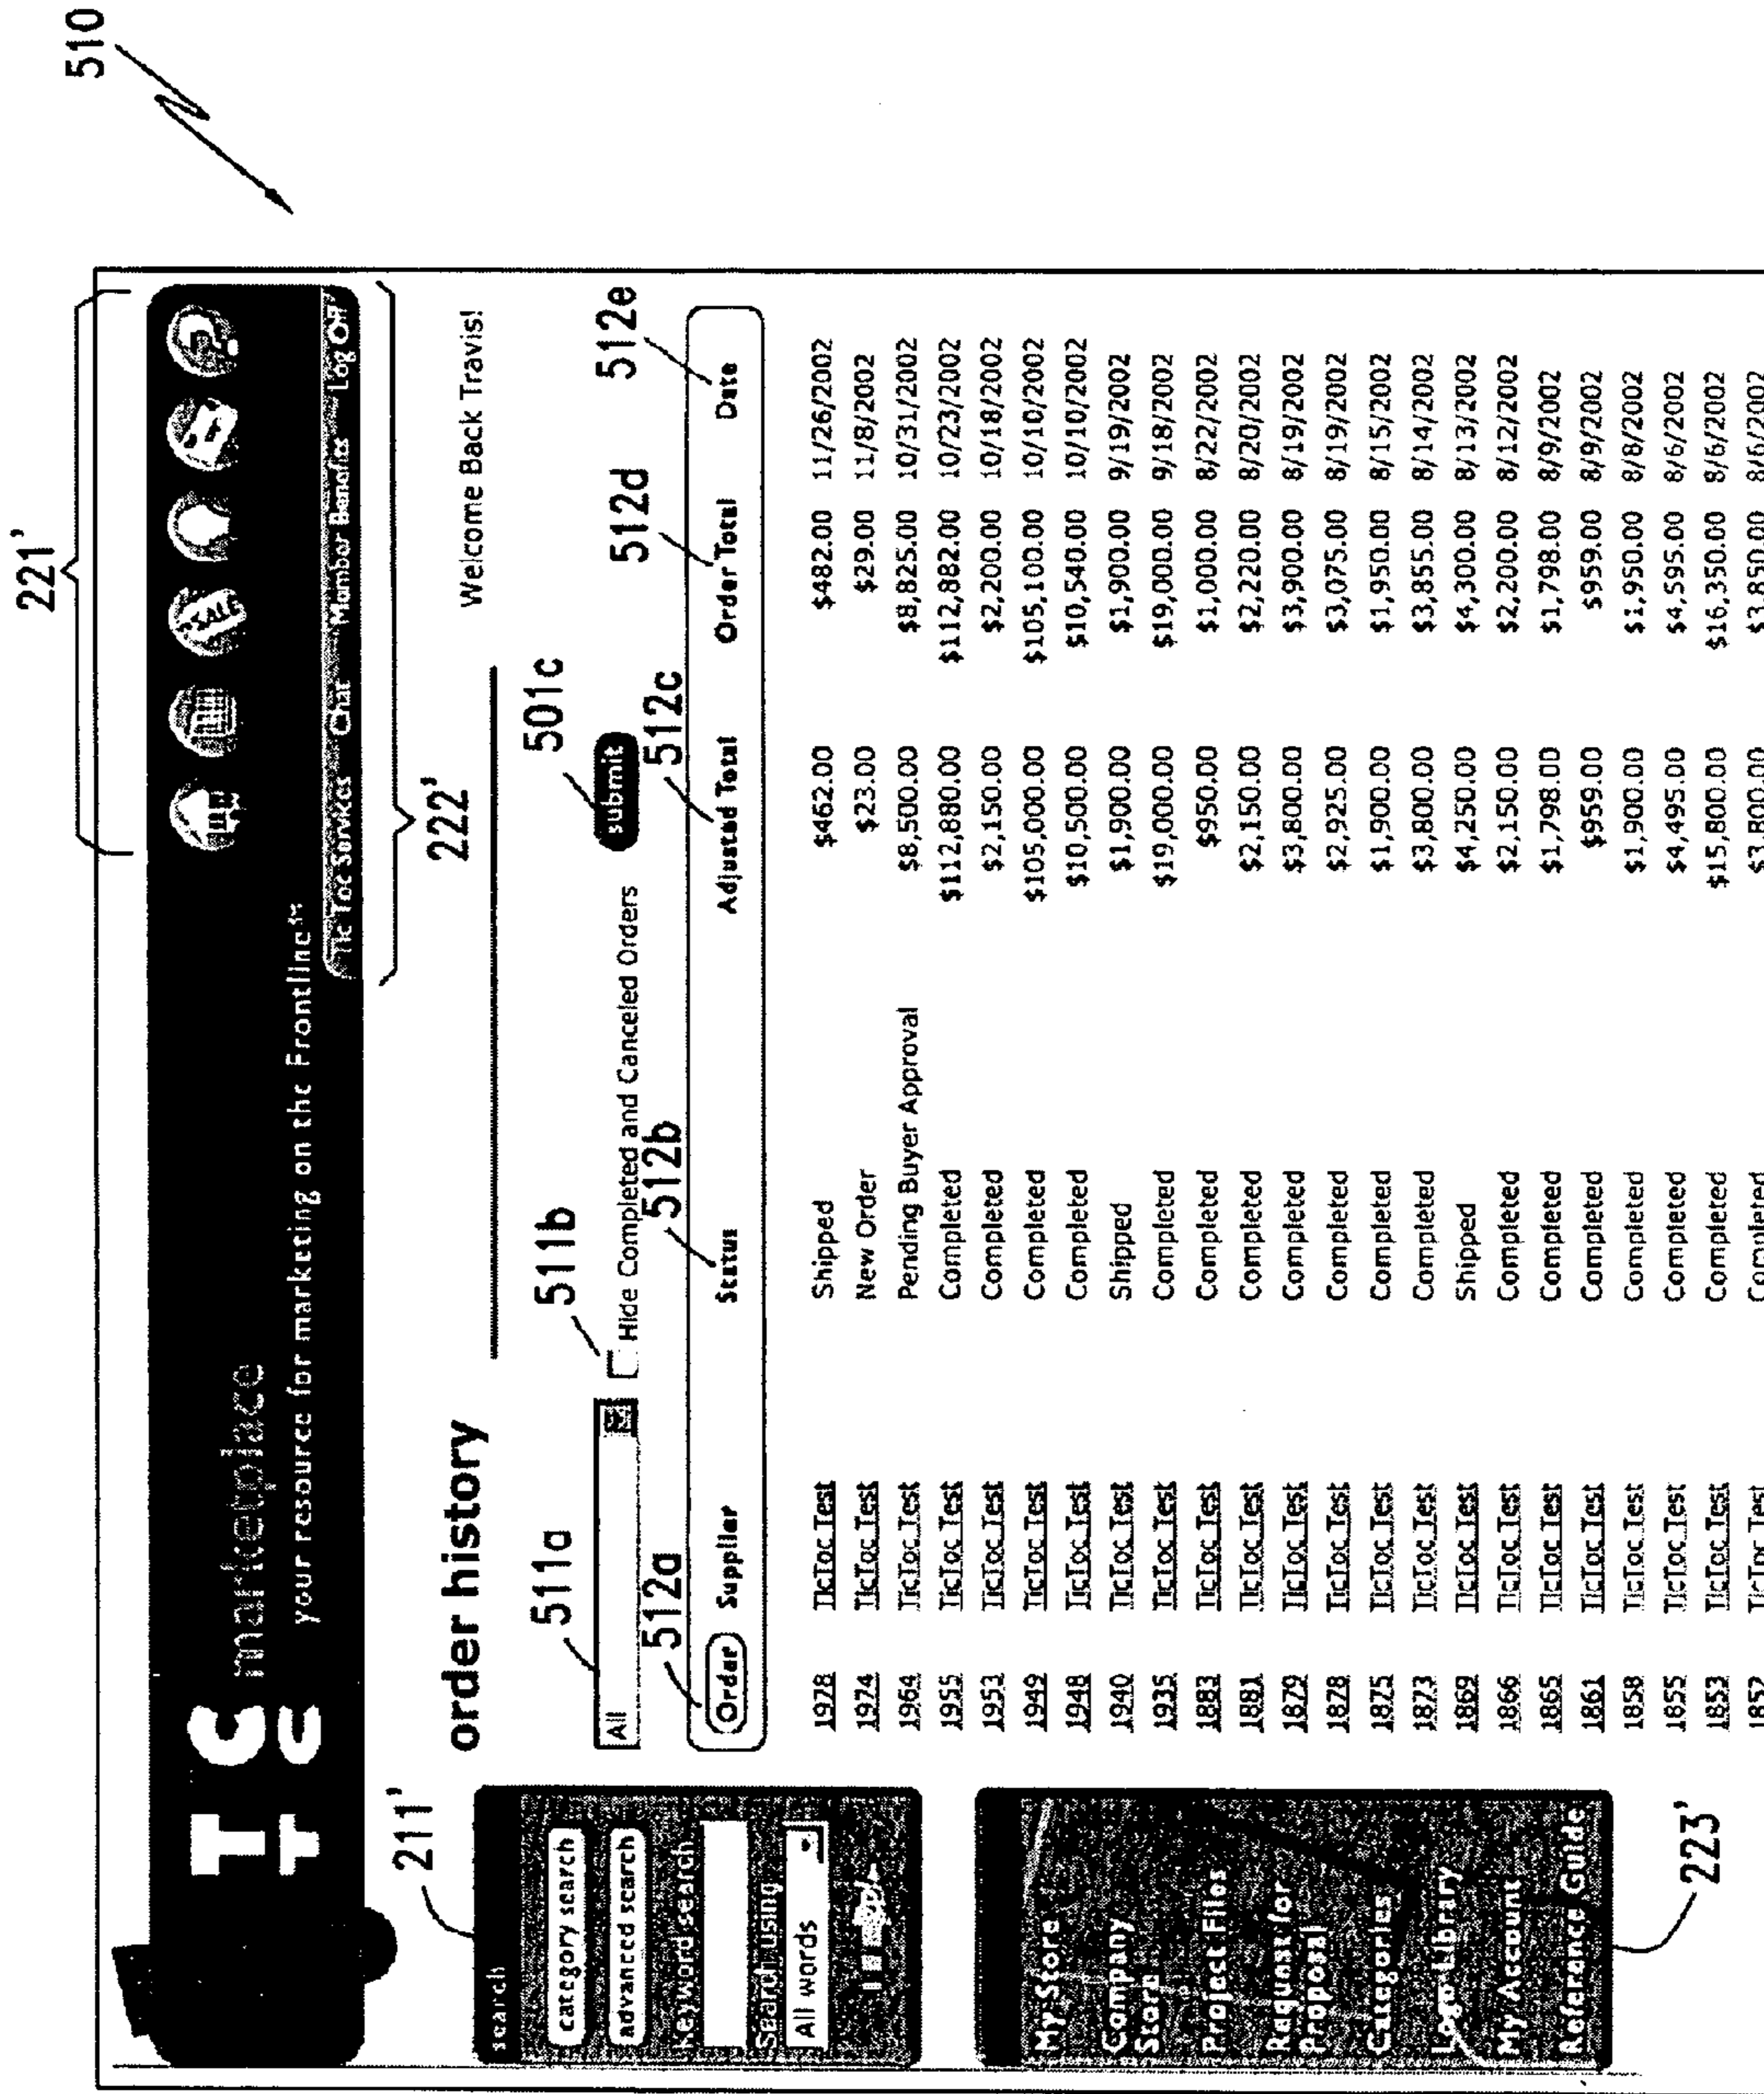 510
221'
T C marketplace
T C
your resource for marketing on the Frontline℠
SALE
?
Tic Toc Services Chat Member Benefits Log Off
222'
211'
search
category search
advanced search
Keyword search
Search using
All words
223'
My Store
Company
Store
Project Files
Request for
Proposal
Categories
Logo Library
My Account
Reference Guide
order history
Welcome Back Travis!
511a 511b 501c
All Hide Completed and Canceled Orders submit
512a 512b 512c 512d 512e
Order Supplier Status Adjusted Total Order Total Date
1978 TicToc Test Shipped $462.00 $482.00 11/26/2002
1974 TicToc Test New Order $23.00 $29.00 11/8/2002
1964 TicToc Test Pending Buyer Approval $8,500.00 $8,825.00 10/31/2002
1955 TicToc Test Completed $112,880.00 $112,882.00 10/23/2002
1953 TicToc Test Completed $2,150.00 $2,200.00 10/18/2002
1949 TicToc Test Completed $105,000.00 $105,100.00 10/10/2002
1948 TicToc Test Completed $10,500.00 $10,540.00 10/10/2002
1940 TicToc Test Shipped $1,900.00 $1,900.00 9/19/2002
1935 TicToc Test Completed $19,000.00 $19,000.00 9/18/2002
1883 TicToc Test Completed $950.00 $1,000.00 8/22/2002
1881 TicToc Test Completed $2,150.00 $2,220.00 8/20/2002
1879 TicToc Test Completed $3,800.00 $3,900.00 8/19/2002
1878 TicToc Test Completed $2,925.00 $3,075.00 8/19/2002
1875 TicToc Test Completed $1,900.00 $1,950.00 8/15/2002
1873 TicToc Test Completed $3,800.00 $3,855.00 8/14/2002
1869 TicToc Test Shipped $4,250.00 $4,300.00 8/13/2002
1866 TicToc Test Completed $2,150.00 $2,200.00 8/12/2002
1865 TicToc Test Completed $1,798.00 $1,798.00 8/9/2002
1861 TicToc Test Completed $959.00 $959.00 8/9/2002
1858 TicToc Test Completed $1,900.00 $1,950.00 8/8/2002
1855 TicToc Test Completed $4,495.00 $4,595.00 8/6/2002
1853 TicToc Test Completed $15,800.00 $16,350.00 8/6/2002
1852 TicToc Test Completed $3,800.00 $3,850.00 8/6/2002